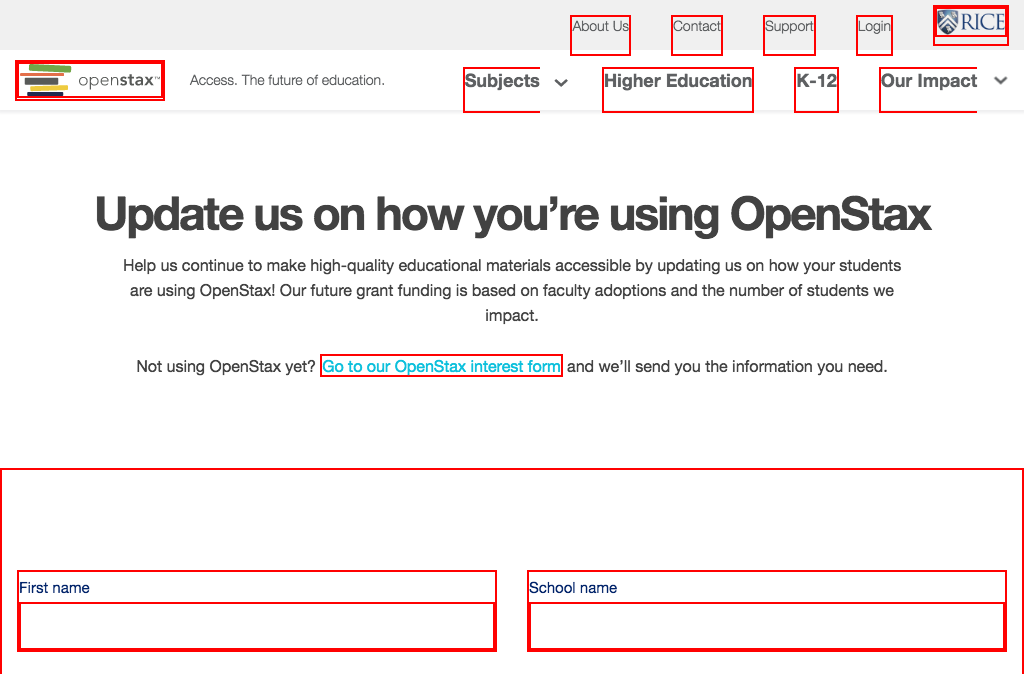 About Us Contact Support Login RICE
openstax™ Access. The future of education. Subjects Higher Education K-12 Our Impact
Update us on how you’re using OpenStax
Help us continue to make high-quality educational materials accessible by updating us on how your students
are using OpenStax! Our future grant funding is based on faculty adoptions and the number of students we
impact.
Not using OpenStax yet? Go to our OpenStax interest form and we’ll send you the information you need.
First name School name